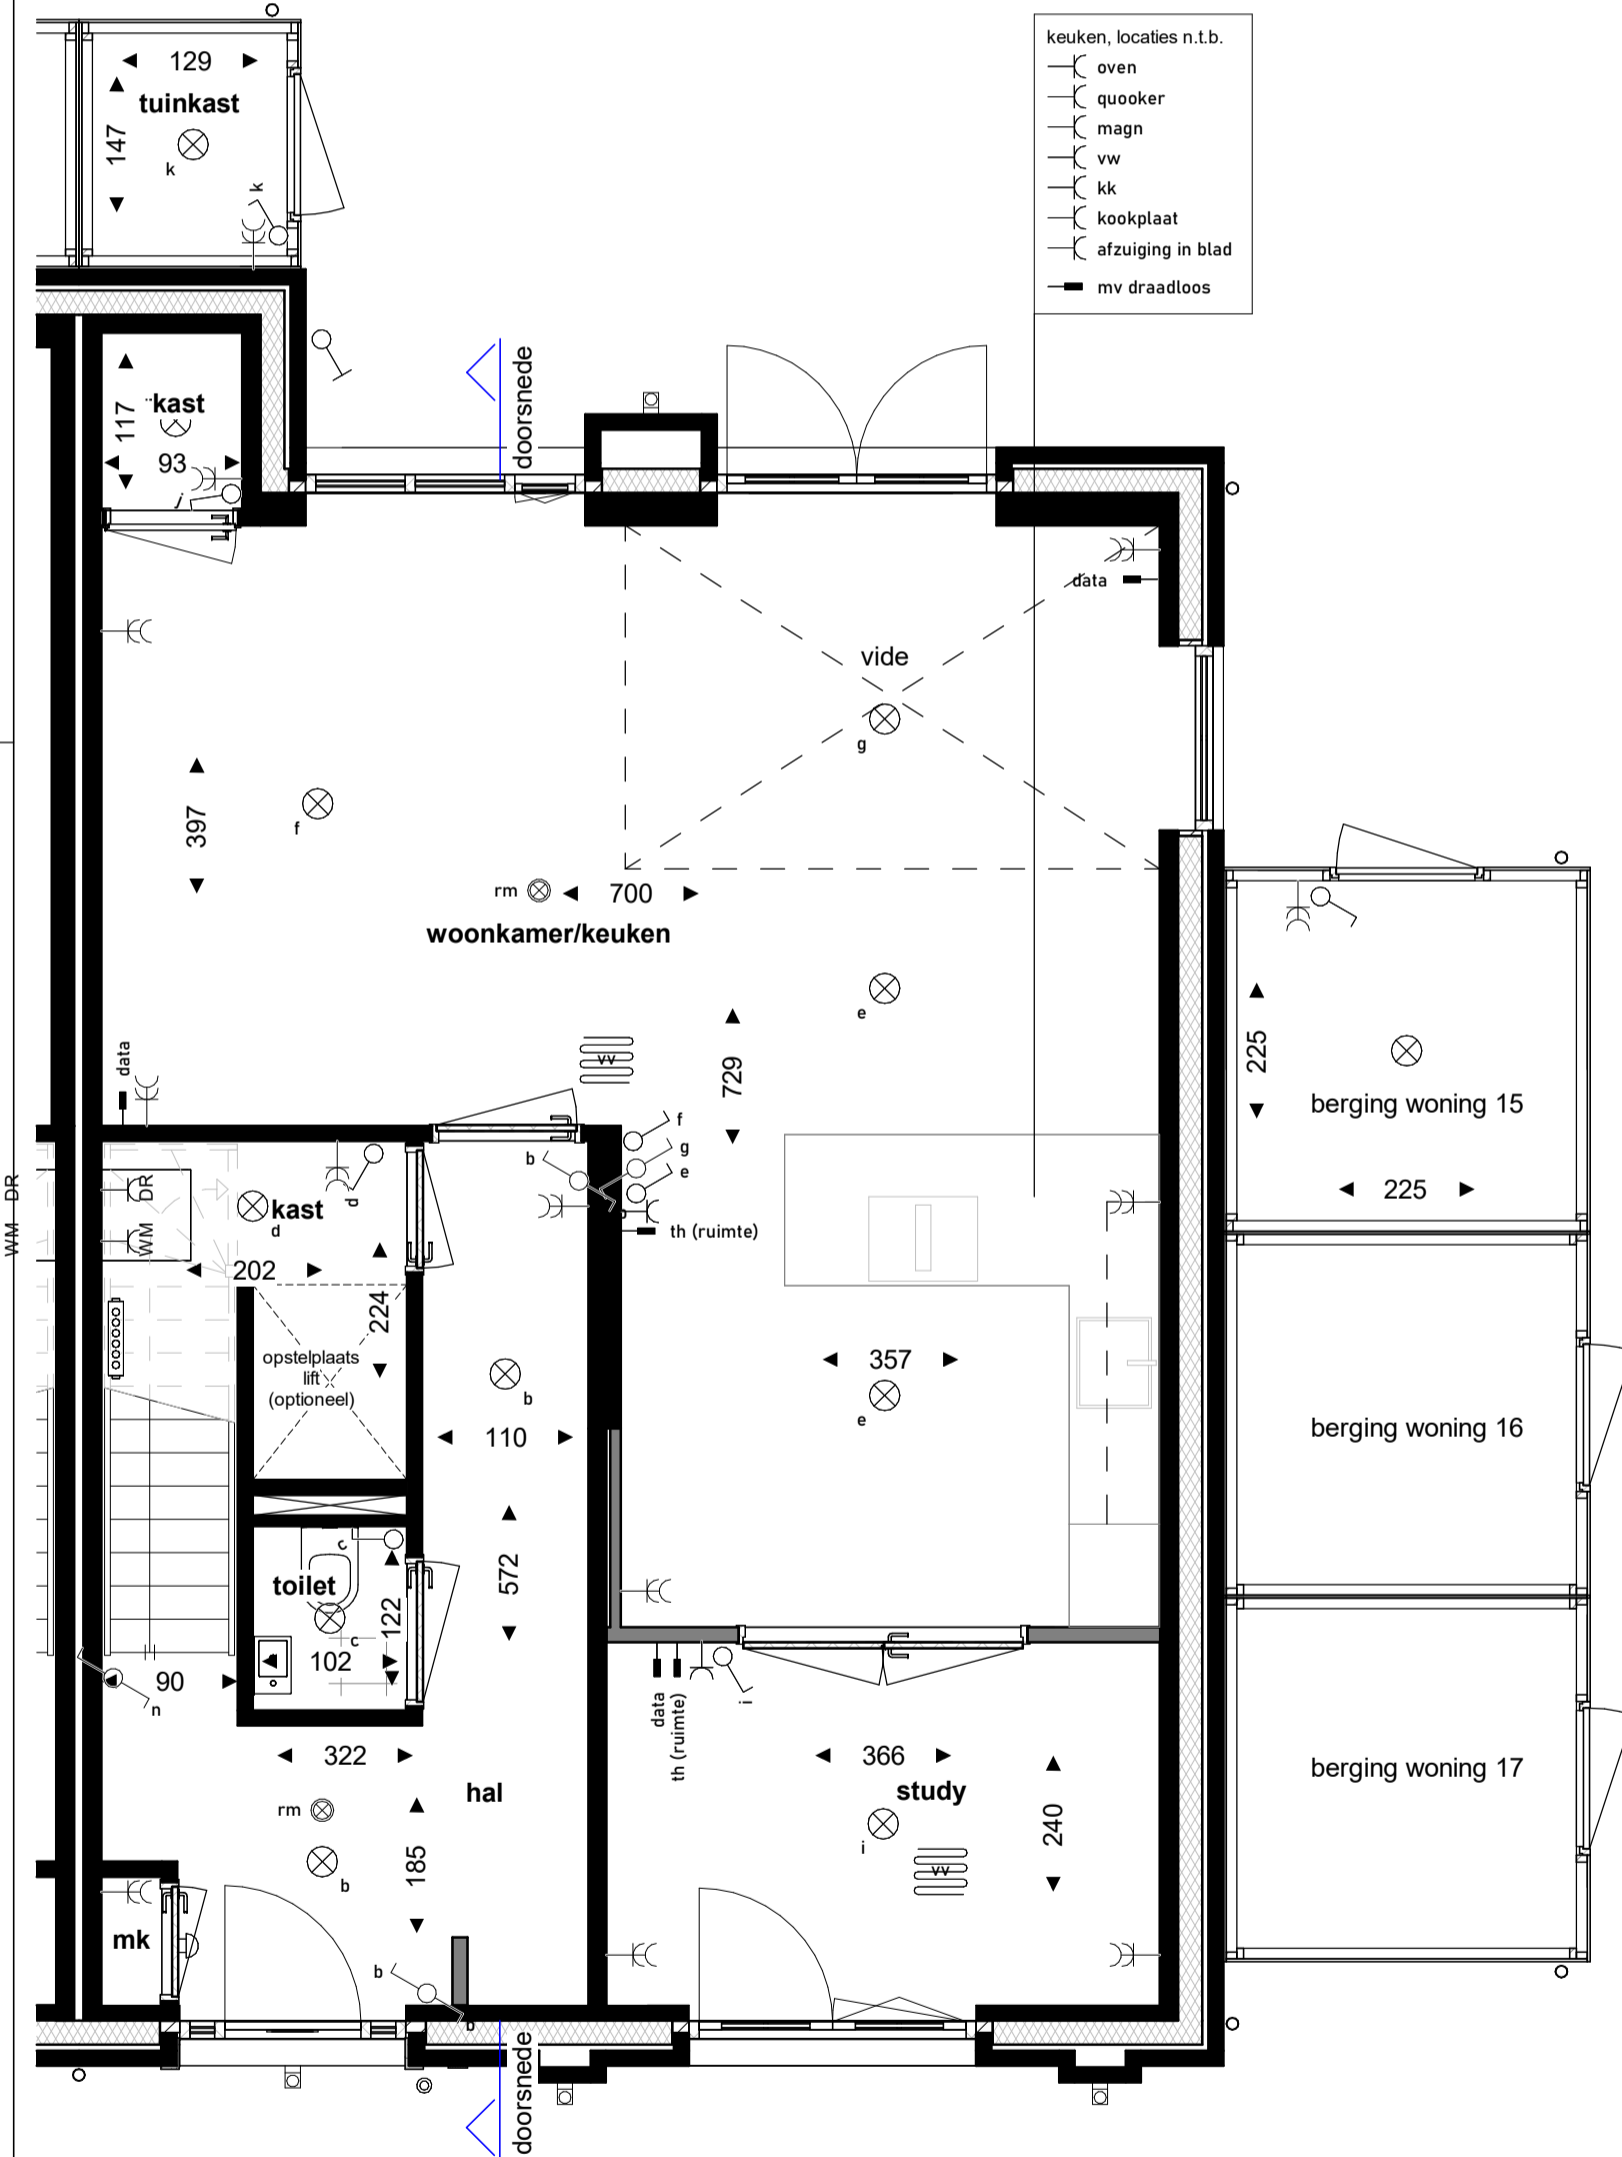 keuken, locaties n.t.b.
oven
quooker
magn
vw
kk
kookplaat
afzuiging in blad
mv draadloos
129
tuinkast
147
k
k
doorsnede
117
kast
93
j
data
vide
g
397
f
rm
700
woonkamer/keuken
e
225
berging woning 15
225
data
vv
729
f
g
e
b
th (ruimte)
WM DR
WM DR
d
kast
d
202
224
opstelplaats
lift
(optioneel)
357
e
b
110
berging woning 16
572
c
toilet
122
c
102
90
n
data
th (ruimte)
i
322
366
hal
study
240
berging woning 17
rm
i
185
b
vv
mk
b
b
doorsnede